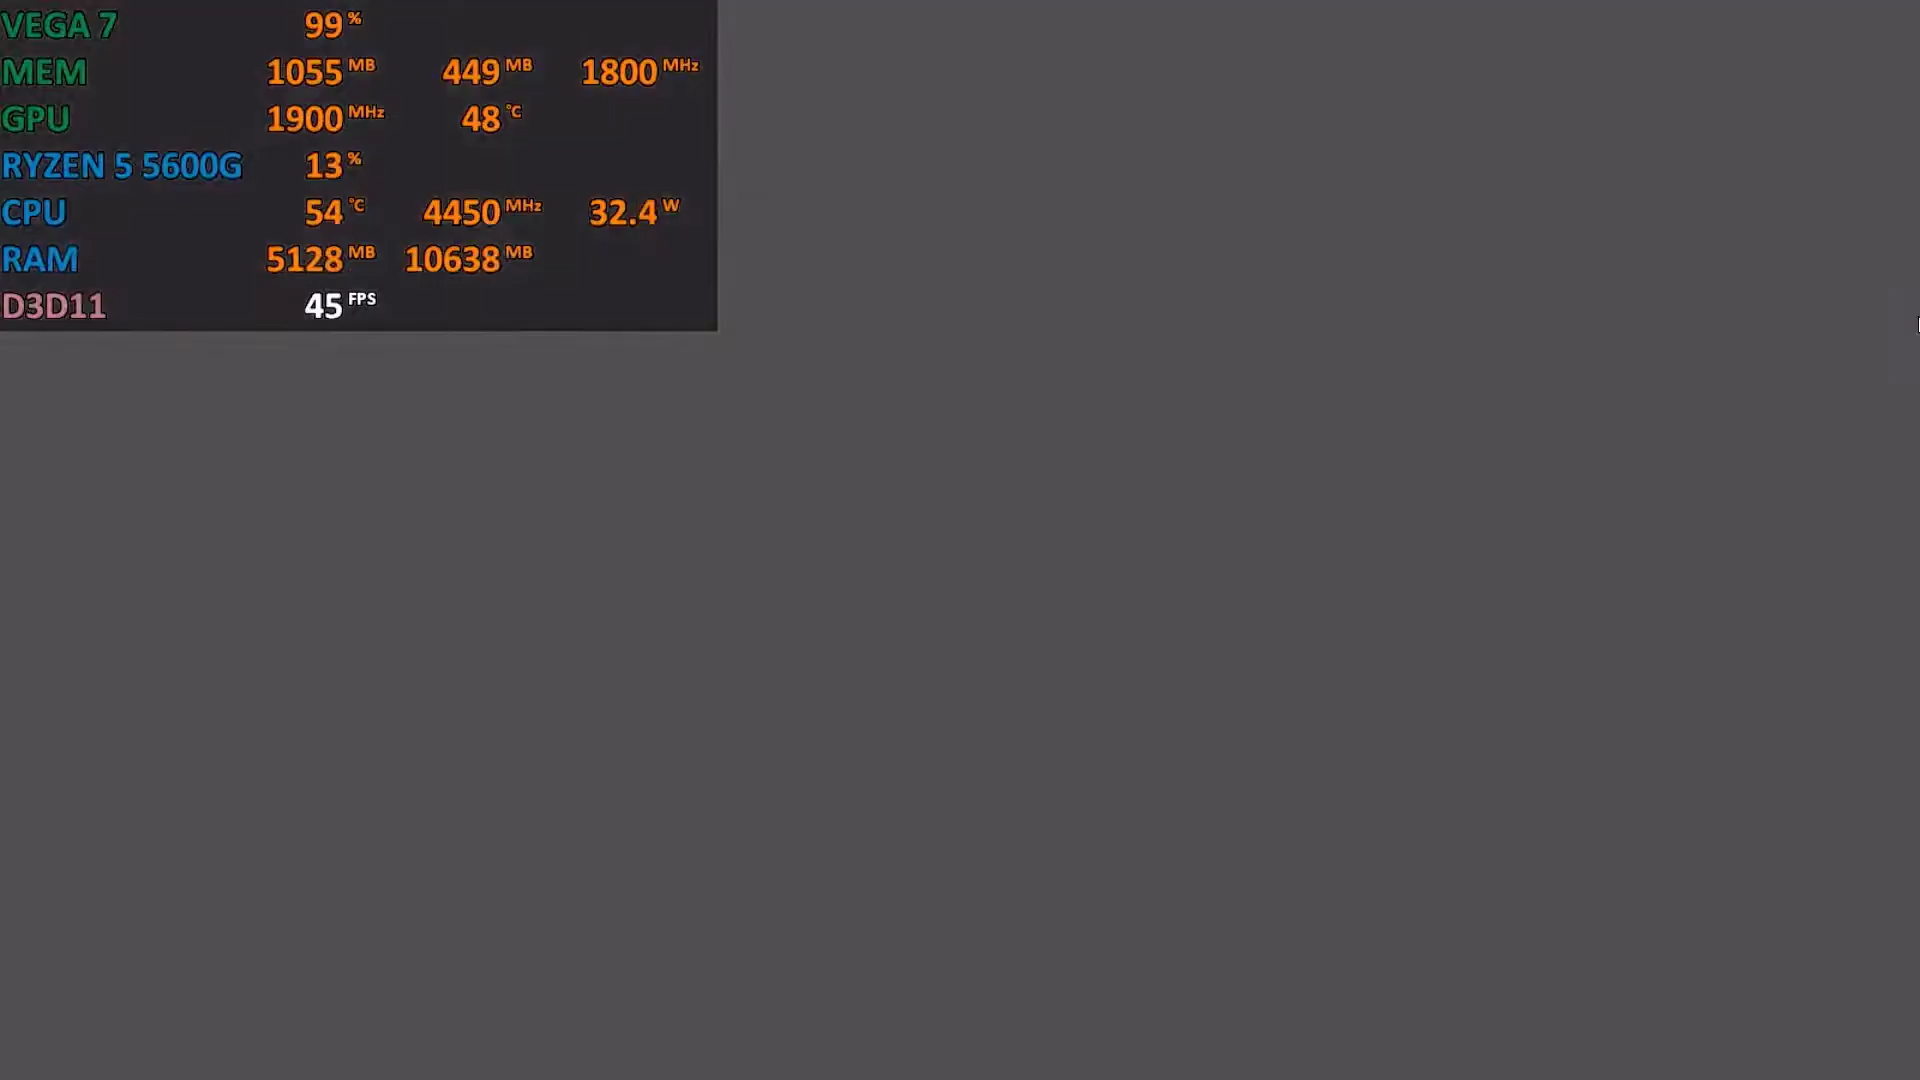 VEGA 7 99 %
MEM 1055 MB 449 MB 1800 MHz
GPU 1900 MHz 48 °C
RYZEN 5 5600G 13 %
CPU 54 °C 4450 MHz 32.4 W
RAM 5128 MB 10638 MB
D3D11 45 FPS